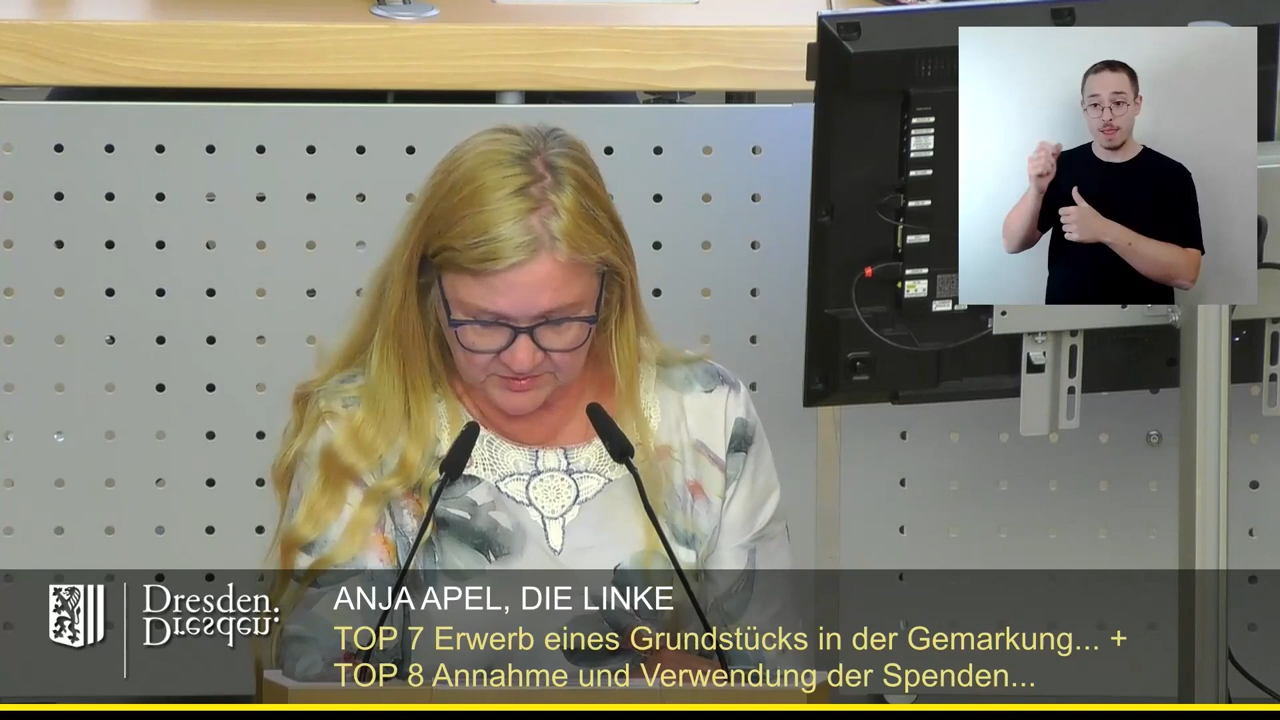 Dresden.
Dresden.
ANJA APEL, DIE LINKE
TOP 7 Erwerb eines Grundstücks in der Gemarkung... +
TOP 8 Annahme und Verwendung der Spenden...